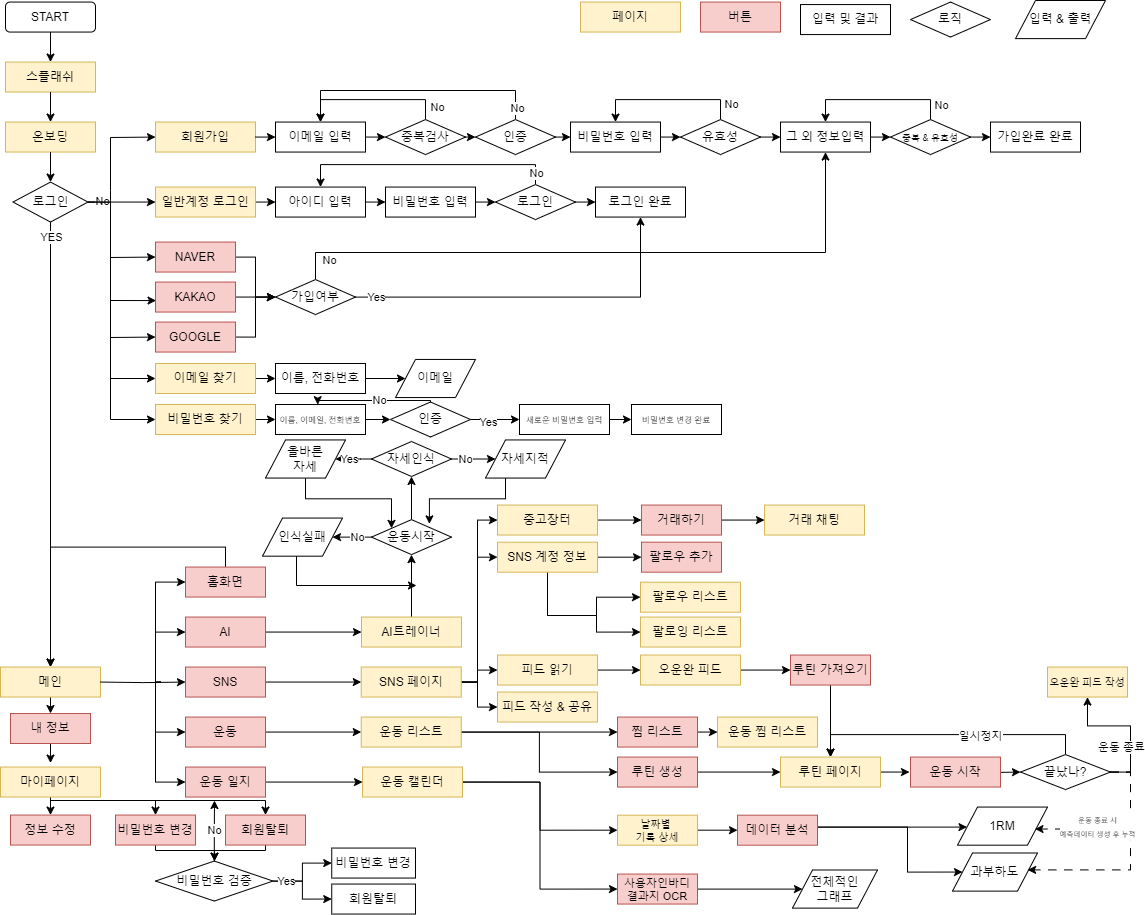 START
페이지
버튼
입력 및 결과
로직
입력 & 출력
스플래쉬
온보딩
회원가입
이메일 입력
중복검사
No
인증
No
비밀번호 입력
유효성
No
그 외 정보입력
중복 & 유효성
No
가입완료 완료
로그인
No
YES
일반계정 로그인
아이디 입력
비밀번호 입력
로그인
No
로그인 완료
NAVER
KAKAO
GOOGLE
가입여부
No
Yes
이메일 찾기
이름, 전화번호
이메일
비밀번호 찾기
이름, 이메일, 전화번호
No
인증
Yes
새로운 비밀번호 입력
비밀번호 변경 완료
올바른
자세
Yes
자세인식
No
자세지적
인식실패
No
운동시작
중고장터
거래하기
거래 채팅
SNS 계정 정보
팔로우 추가
팔로우 리스트
팔로잉 리스트
홀화면
AI
AI트레이너
메인
SNS
SNS 페이지
피드 읽기
오운완 피드
루틴 가져오기
피드 작성 & 공유
오운완 피드 작성
내 정보
운동
운동 리스트
찜 리스트
운동 찜 리스트
일시정지
운동 종료
마이페이지
운동 일지
운동 캘린더
루틴 생성
루틴 페이지
운동 시작
끝났나?
정보 수정
비밀번호 변경
No
회원탈퇴
날짜별
기록 상세
데이터 분석
1RM
운동 종료 시
예측데이터 생성 후 누적
비밀번호 검증
Yes
비밀번호 변경
회원탈퇴
사용자인바디
결과지 OCR
전체적인
그래프
과부하도